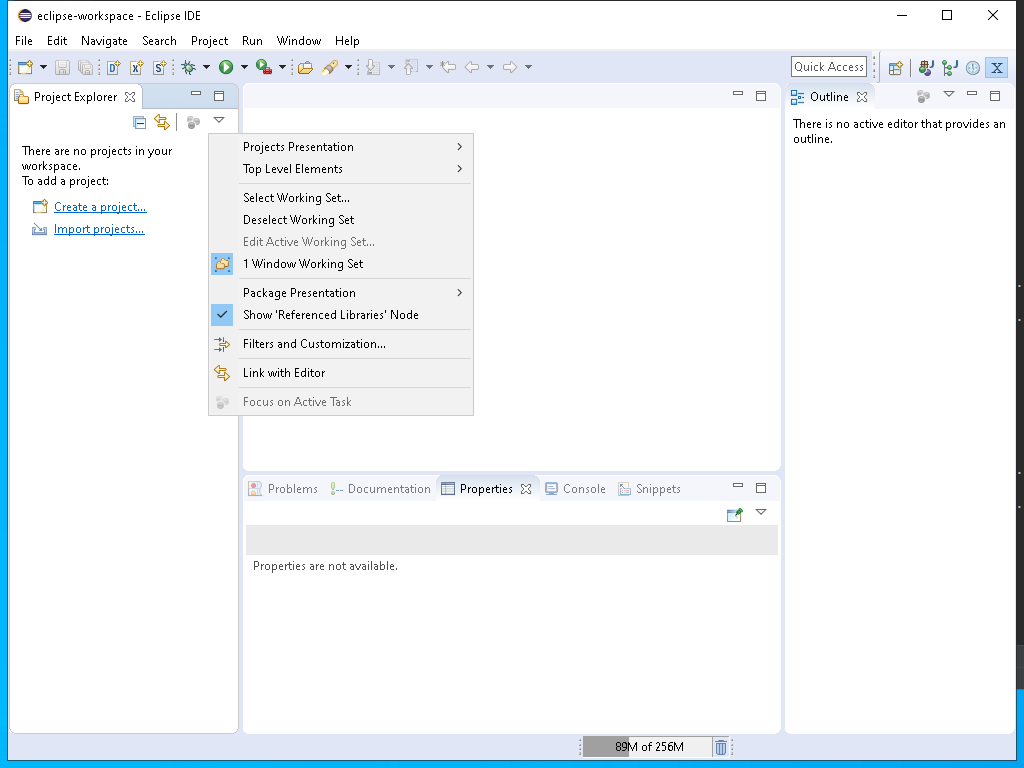 eclipse-workspace - Eclipse IDE
File Edit Navigate Search Project Run Window Help
Quick Access
Project Explorer
There are no projects in your
workspace.
To add a project:
Create a project...
Import projects...
Projects Presentation
Top Level Elements
Select Working Set...
Deselect Working Set
Edit Active Working Set...
1 Window Working Set
Package Presentation
Show 'Referenced Libraries' Node
Filters and Customization...
Link with Editor
Focus on Active Task
Outline
There is no active editor that provides an
outline.
Problems Documentation Properties Console Snippets
Properties are not available.
89M of 256M